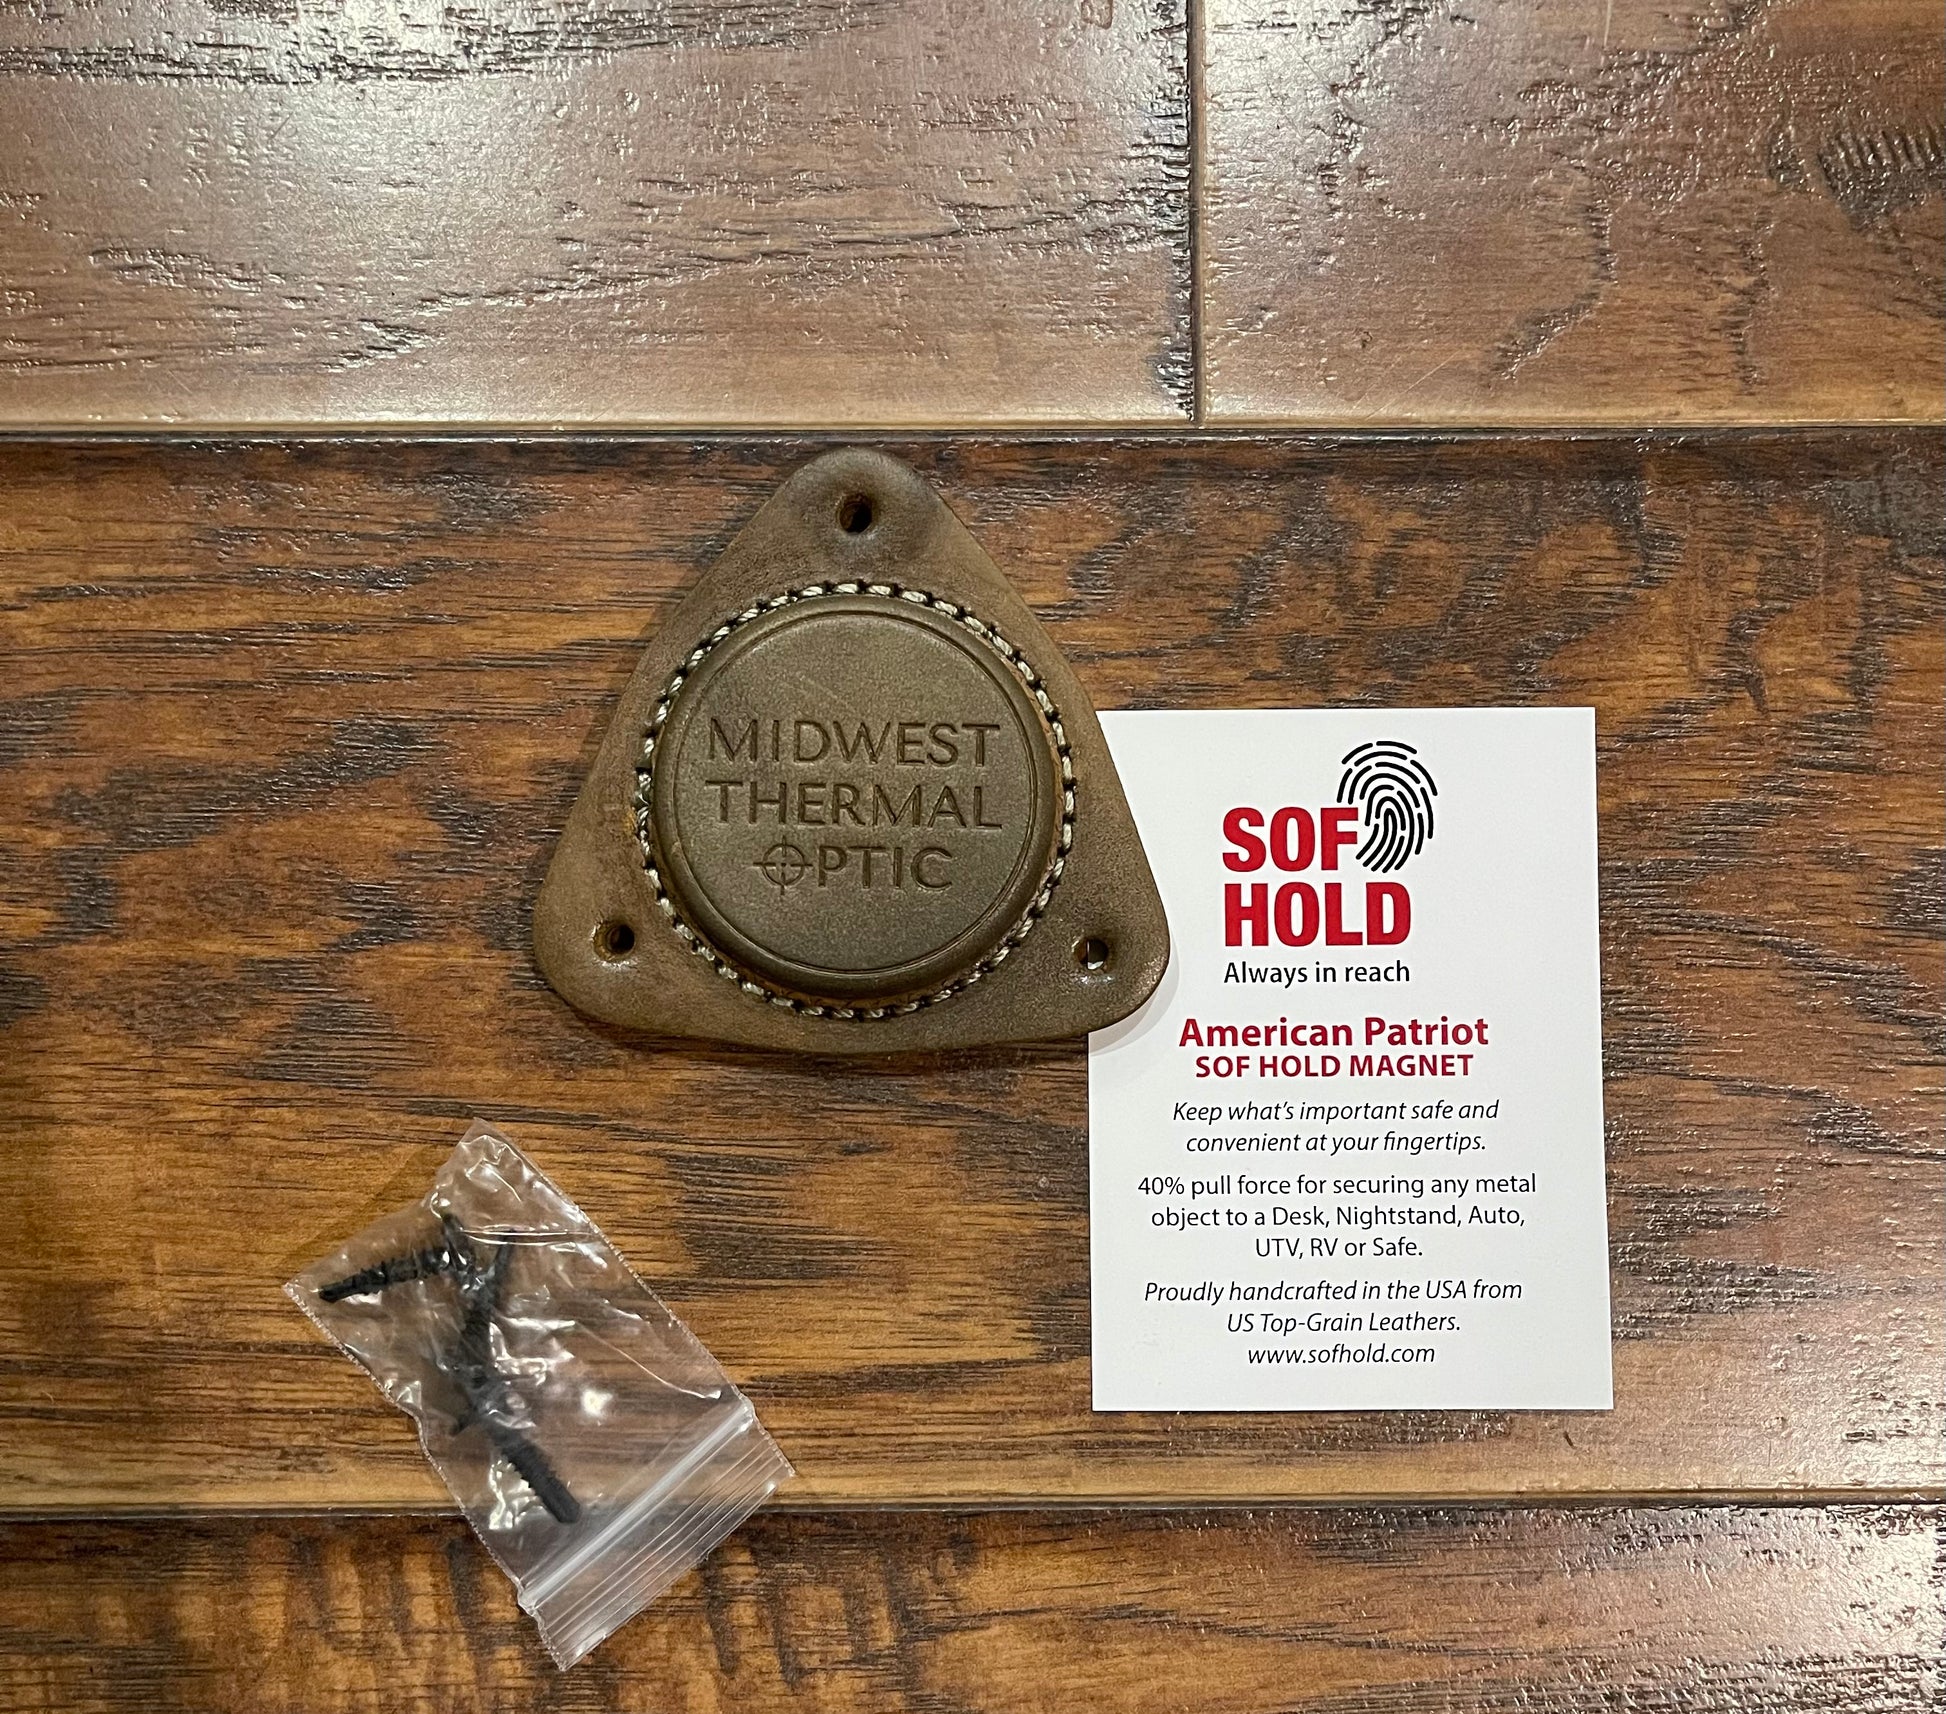 MIDWEST
THERMAL
OPTIC
SOF
HOLD
Always in reach
American Patriot
SOF HOLD MAGNET
Keep what's important safe and
convenient at your fingertips.
40% pull force for securing any metal
object to a Desk, Nightstand, Auto,
UTV, RV or Safe.
Proudly handcrafted in the USA from
US Top-Grain Leathers.
www.sofhold.com